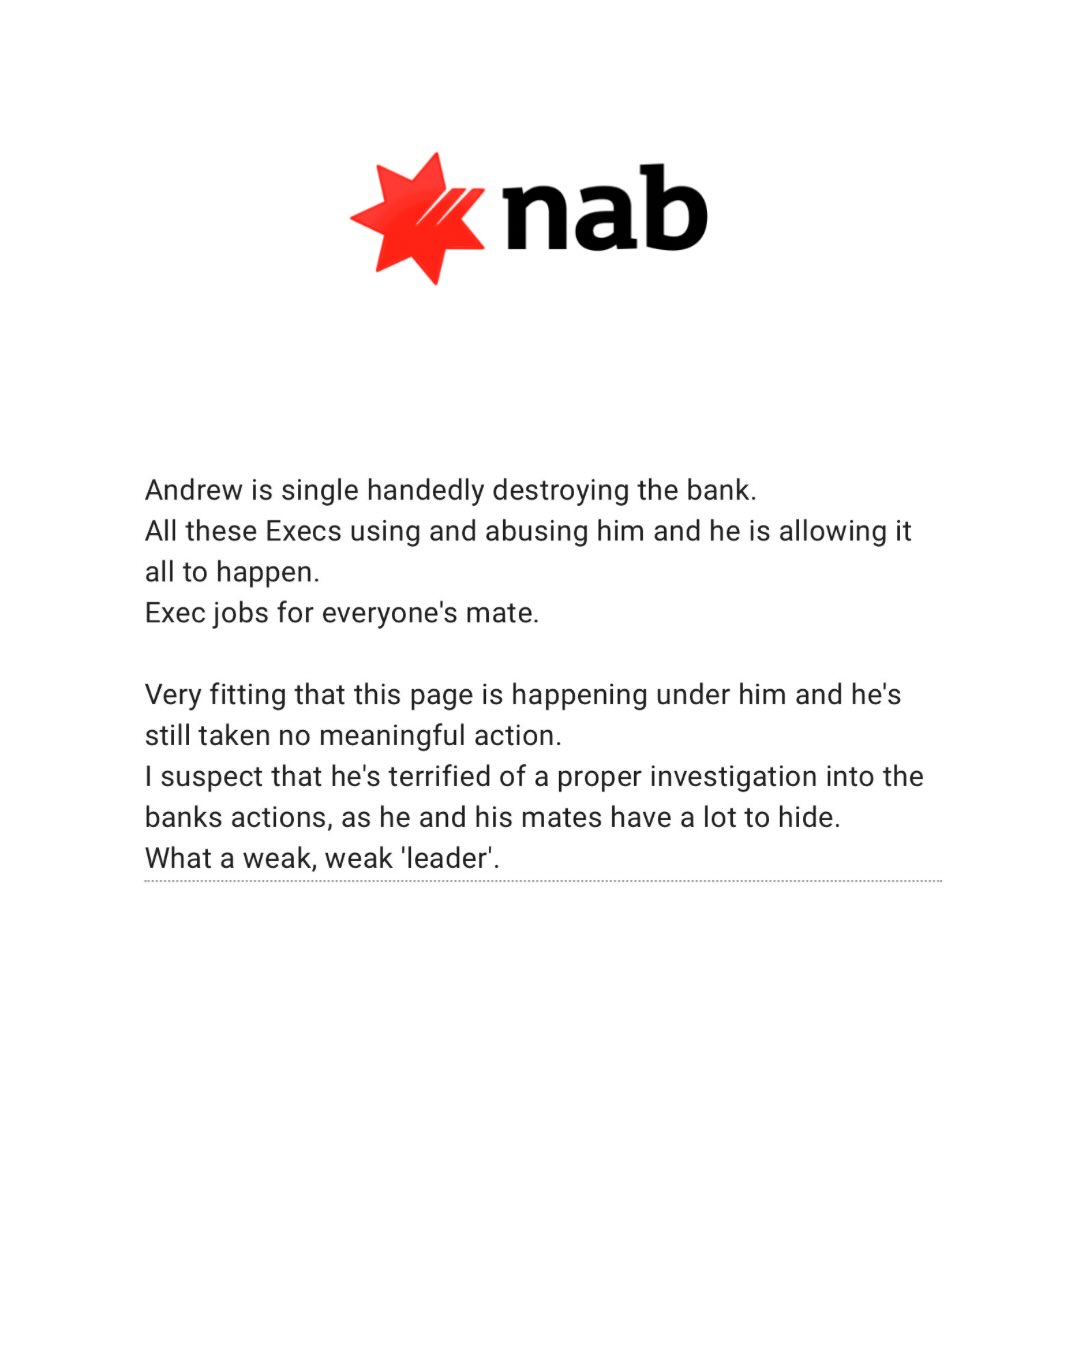 nab
Andrew is single handedly destroying the bank.
All these Execs using and abusing him and he is allowing it
all to happen.
Exec jobs for everyone's mate.
Very fitting that this page is happening under him and he's
still taken no meaningful action.
I suspect that he's terrified of a proper investigation into the
banks actions, as he and his mates have a lot to hide.
What a weak, weak 'leader'.